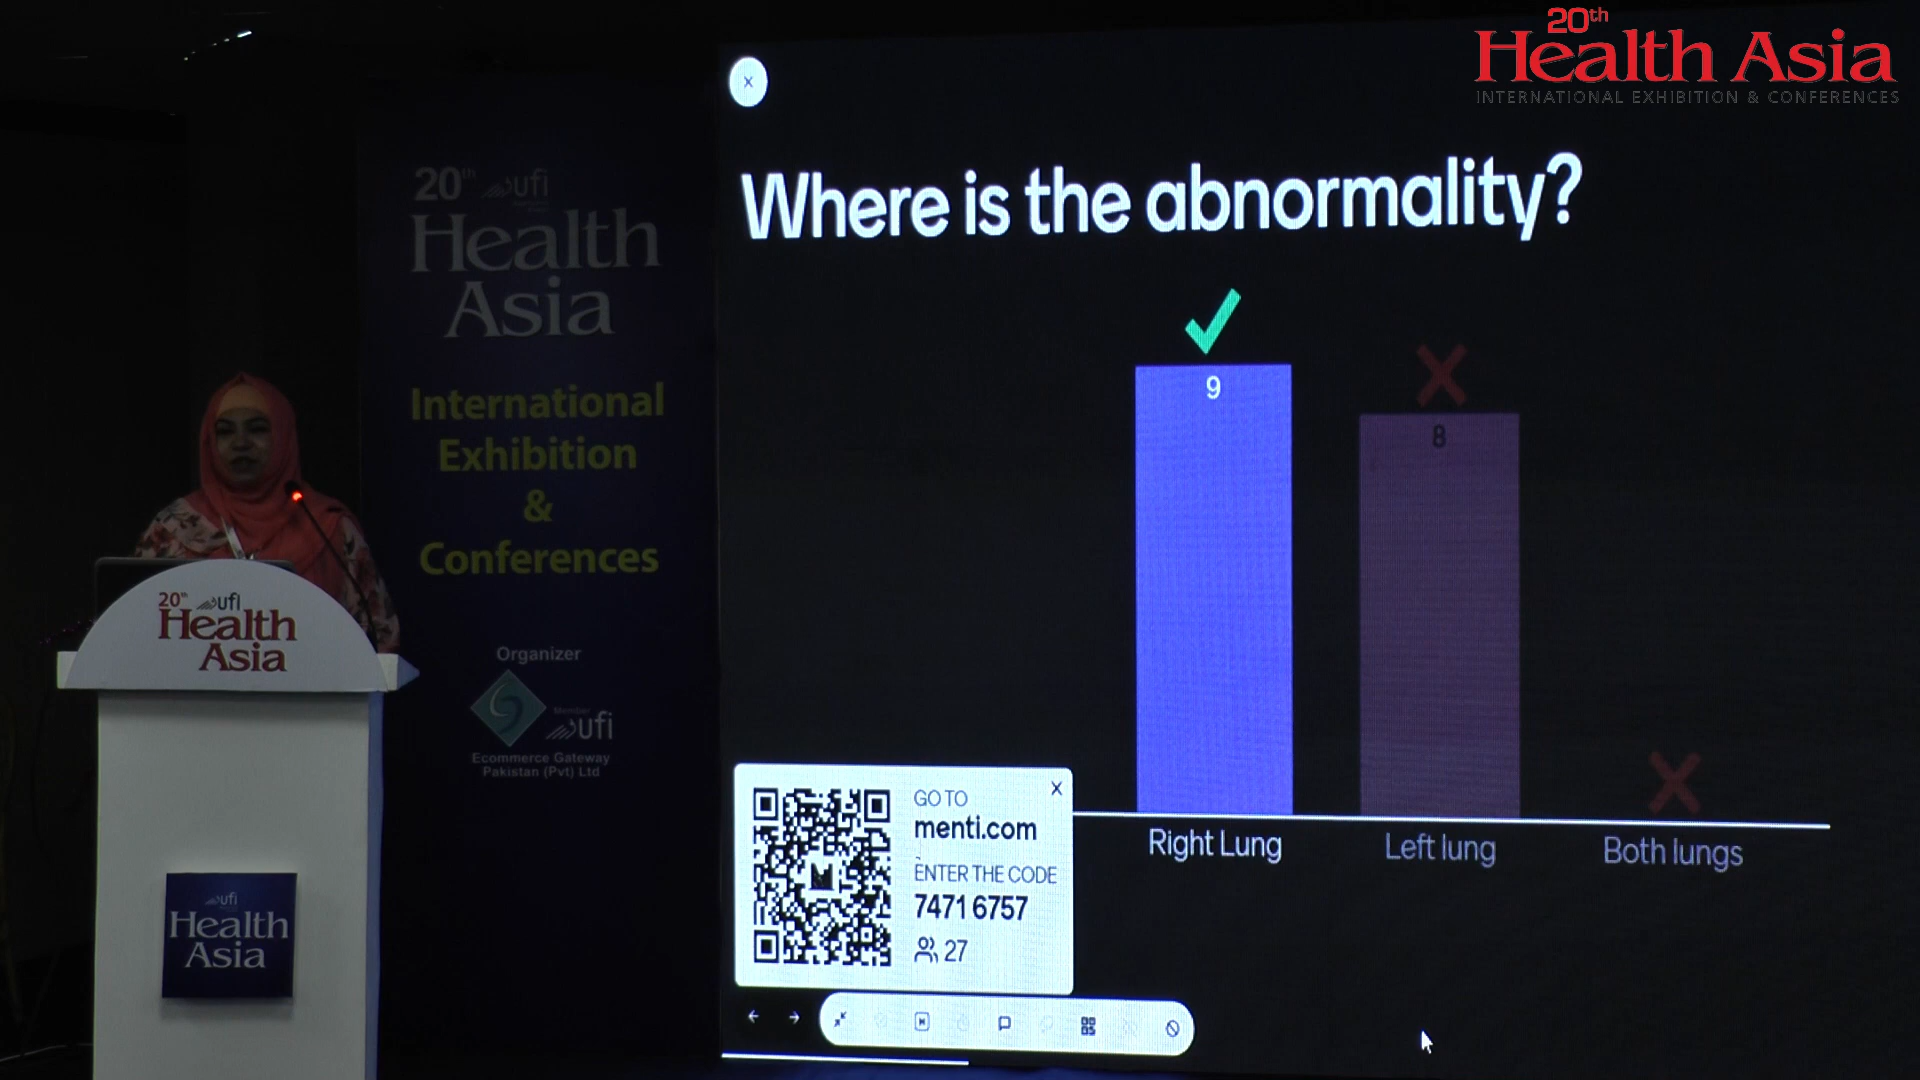 20th
Health Asia
INTERNATIONAL EXHIBITION & CONFERENCES
20th ufi
Health
Asia
International
Exhibition
&
Conferences
Organizer
Member
ufi
Ecommerce Gateway
Pakistan (Pvt) Ltd
20th ufi
Health
Asia
ufi
Health
Asia
Where is the abnormality?
9
8
Right Lung
Left lung
Both lungs
GO TO
menti.com
ENTER THE CODE
7471 6757
27